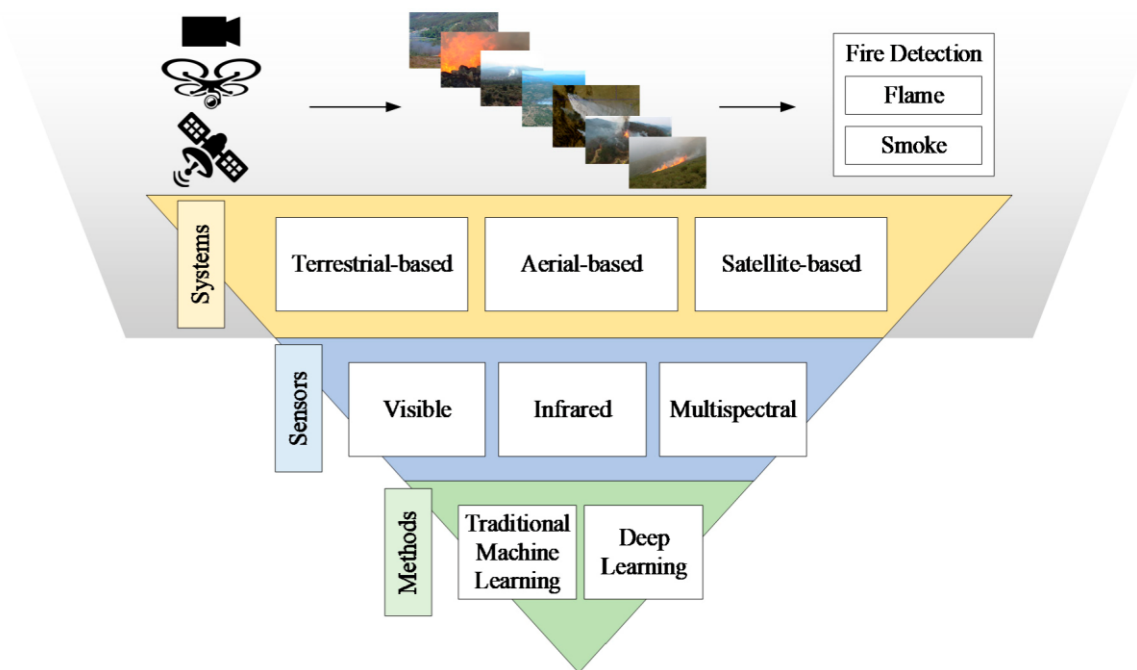 Fire Detection
Flame
Smoke
Systems
Terrestrial-based
Aerial-based
Satellite-based
Sensors
Visible
Infrared
Multispectral
Methods
Traditional
Machine
Learning
Deep
Learning